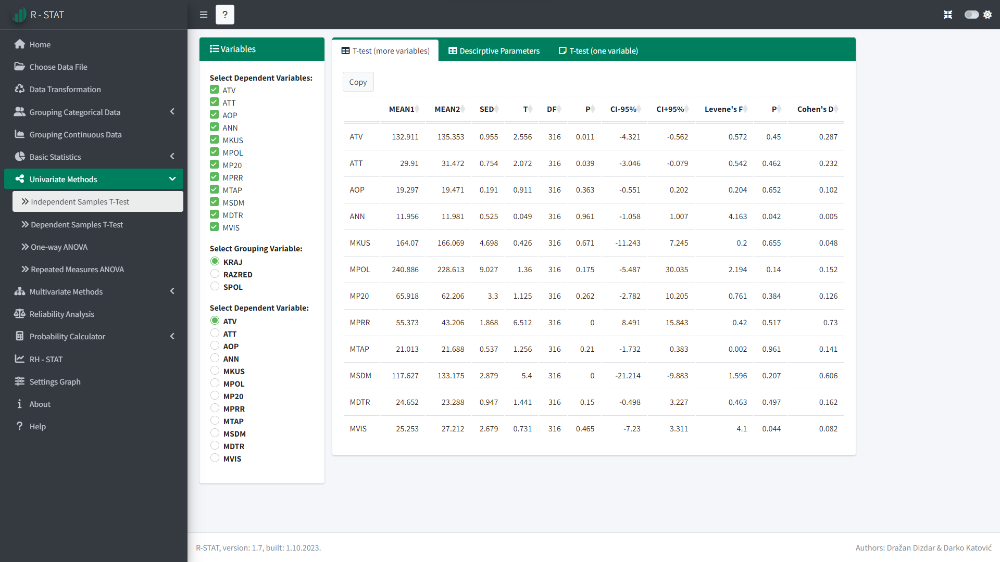 R - STAT
?
Home
Choose Data File
Data Transformation
Grouping Categorical Data
Grouping Continuous Data
Basic Statistics
Univariate Methods
Independent Samples T-Test
Dependent Samples T-Test
One-way ANOVA
Repeated Measures ANOVA
Multivariate Methods
Reliability Analysis
Probability Calculator
RH - STAT
Settings Graph
About
Help
Variables
Select Dependent Variables:
ATV
ATT
AOP
ANN
MKUS
MPOL
MP20
MPRR
MTAP
MSDM
MDTR
MVIS
Select Grouping Variable:
KRAJ
RAZRED
SPOL
Select Dependent Variable:
ATV
ATT
AOP
ANN
MKUS
MPOL
MP20
MPRR
MTAP
MSDM
MDTR
MVIS
T-test (more variables) Descirptive Parameters T-test (one variable)
Copy
MEAN1 MEAN2 SED T DF P CI-95% CI+95% Levene's F P Cohen's D
ATV 132.911 135.353 0.955 2.556 316 0.011 -4.321 -0.562 0.572 0.45 0.287
ATT 29.91 31.472 0.754 2.072 316 0.039 -3.046 -0.079 0.542 0.462 0.232
AOP 19.297 19.471 0.191 0.911 316 0.363 -0.551 0.202 0.204 0.652 0.102
ANN 11.956 11.981 0.525 0.049 316 0.961 -1.058 1.007 4.163 0.042 0.005
MKUS 164.07 166.069 4.698 0.426 316 0.671 -11.243 7.245 0.2 0.655 0.048
MPOL 240.886 228.613 9.027 1.36 316 0.175 -5.487 30.035 2.194 0.14 0.152
MP20 65.918 62.206 3.3 1.125 316 0.262 -2.782 10.205 0.761 0.384 0.126
MPRR 55.373 43.206 1.868 6.512 316 0 8.491 15.843 0.42 0.517 0.73
MTAP 21.013 21.688 0.537 1.256 316 0.21 -1.732 0.383 0.002 0.961 0.141
MSDM 117.627 133.175 2.879 5.4 316 0 -21.214 -9.883 1.596 0.207 0.606
MDTR 24.652 23.288 0.947 1.441 316 0.15 -0.498 3.227 0.463 0.497 0.162
MVIS 25.253 27.212 2.679 0.731 316 0.465 -7.23 3.311 4.1 0.044 0.082
R-STAT, version: 1.7, built: 1.10.2023.
Authors: Dražan Dizdar & Darko Katović